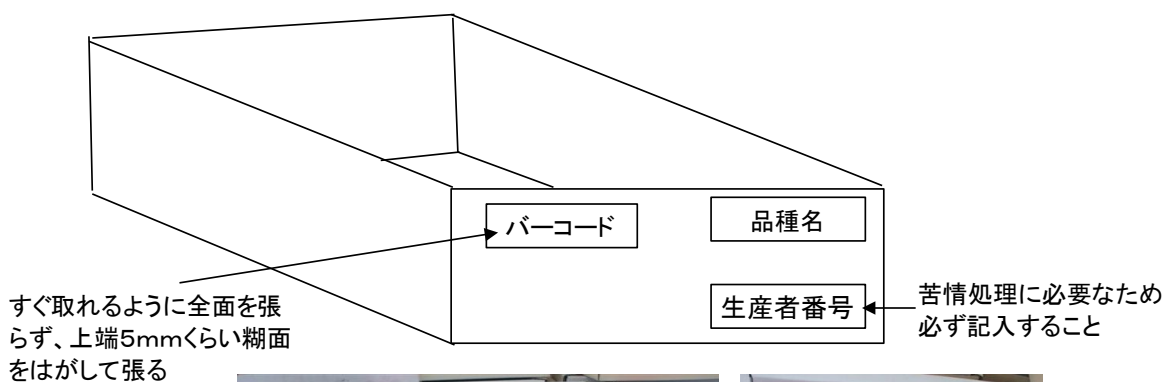 バーコード
品種名
生産者番号
すぐ取れるように全面を張
らず、上端5mmくらい糊面
をはがして張る
苦情処理に必要なため
必ず記入すること